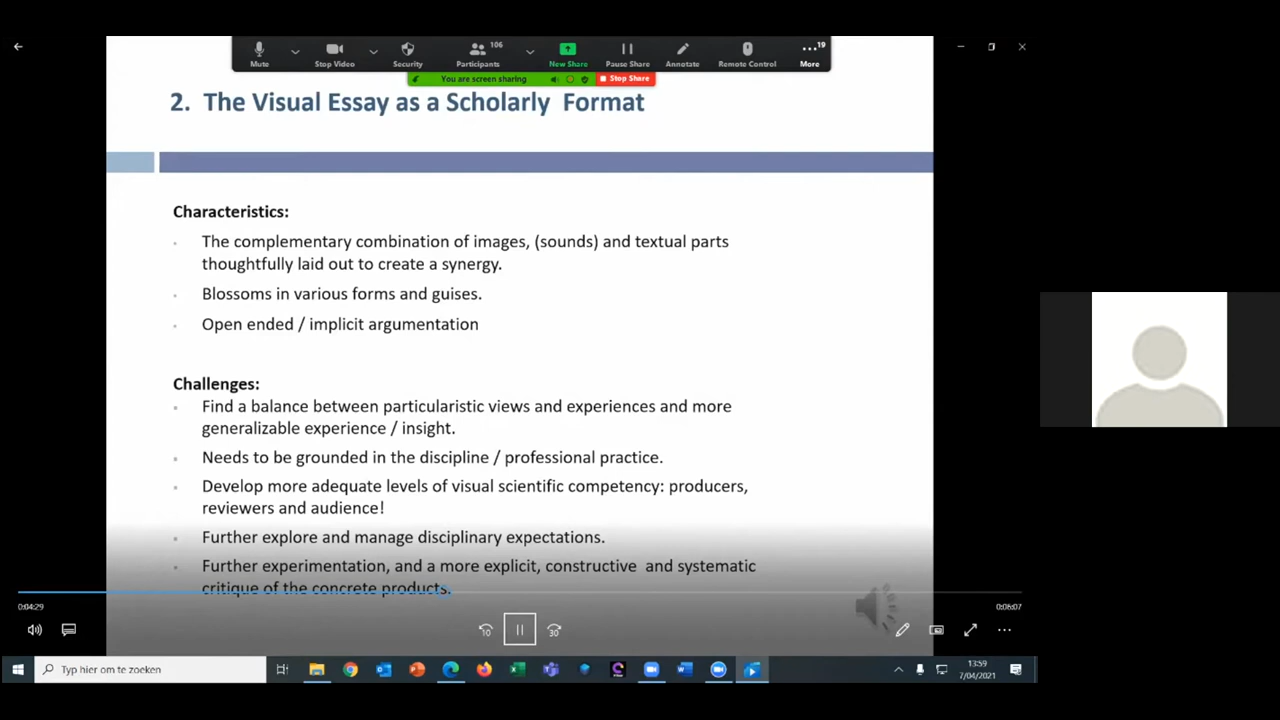 106
19
Mute
Stop Video
Security
Participants
New Share
Pause Share
Annotate
Remote Control
More
You are screen sharing
Stop Share
2. The Visual Essay as a Scholarly Format
Characteristics:
The complementary combination of images, (sounds) and textual parts
thoughtfully laid out to create a synergy.
Blossoms in various forms and guises.
Open ended / implicit argumentation
Challenges:
Find a balance between particularistic views and experiences and more
generalizable experience / insight.
Needs to be grounded in the discipline / professional practice.
Develop more adequate levels of visual scientific competency: producers,
reviewers and audience!
Further explore and manage disciplinary expectations.
Further experimentation, and a more explicit, constructive and systematic
critique of the concrete products.
0:04:29
0:06:07
10
30
Typ hier om te zoeken
13:59
7/04/2021